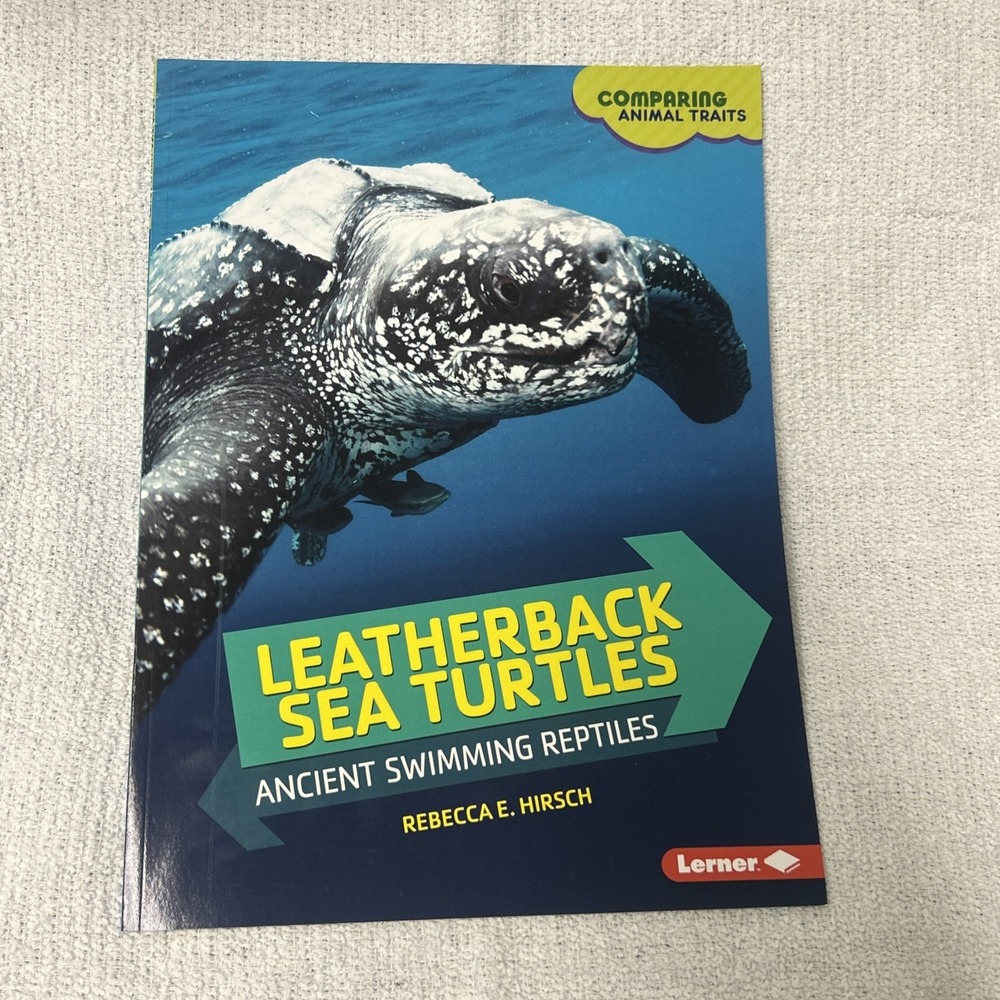 COMPARING
ANIMAL TRAITS
LEATHERBACK
SEA TURTLES
ANCIENT SWIMMING REPTILES
REBECCA E. HIRSCH
Lerner